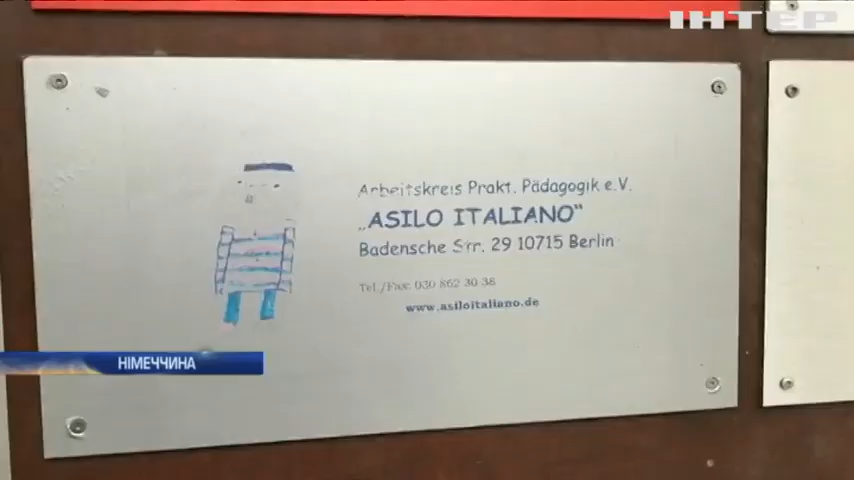 ІНТЕР
Arbeitskreis Prakt. Pädagogik e.V.
„ASILO ITALIANO“
Badensche Str. 29 10715 Berlin
Tel./Fax: 030 862 30 38
www.asiloitaliano.de
НІМЕЧЧИНА